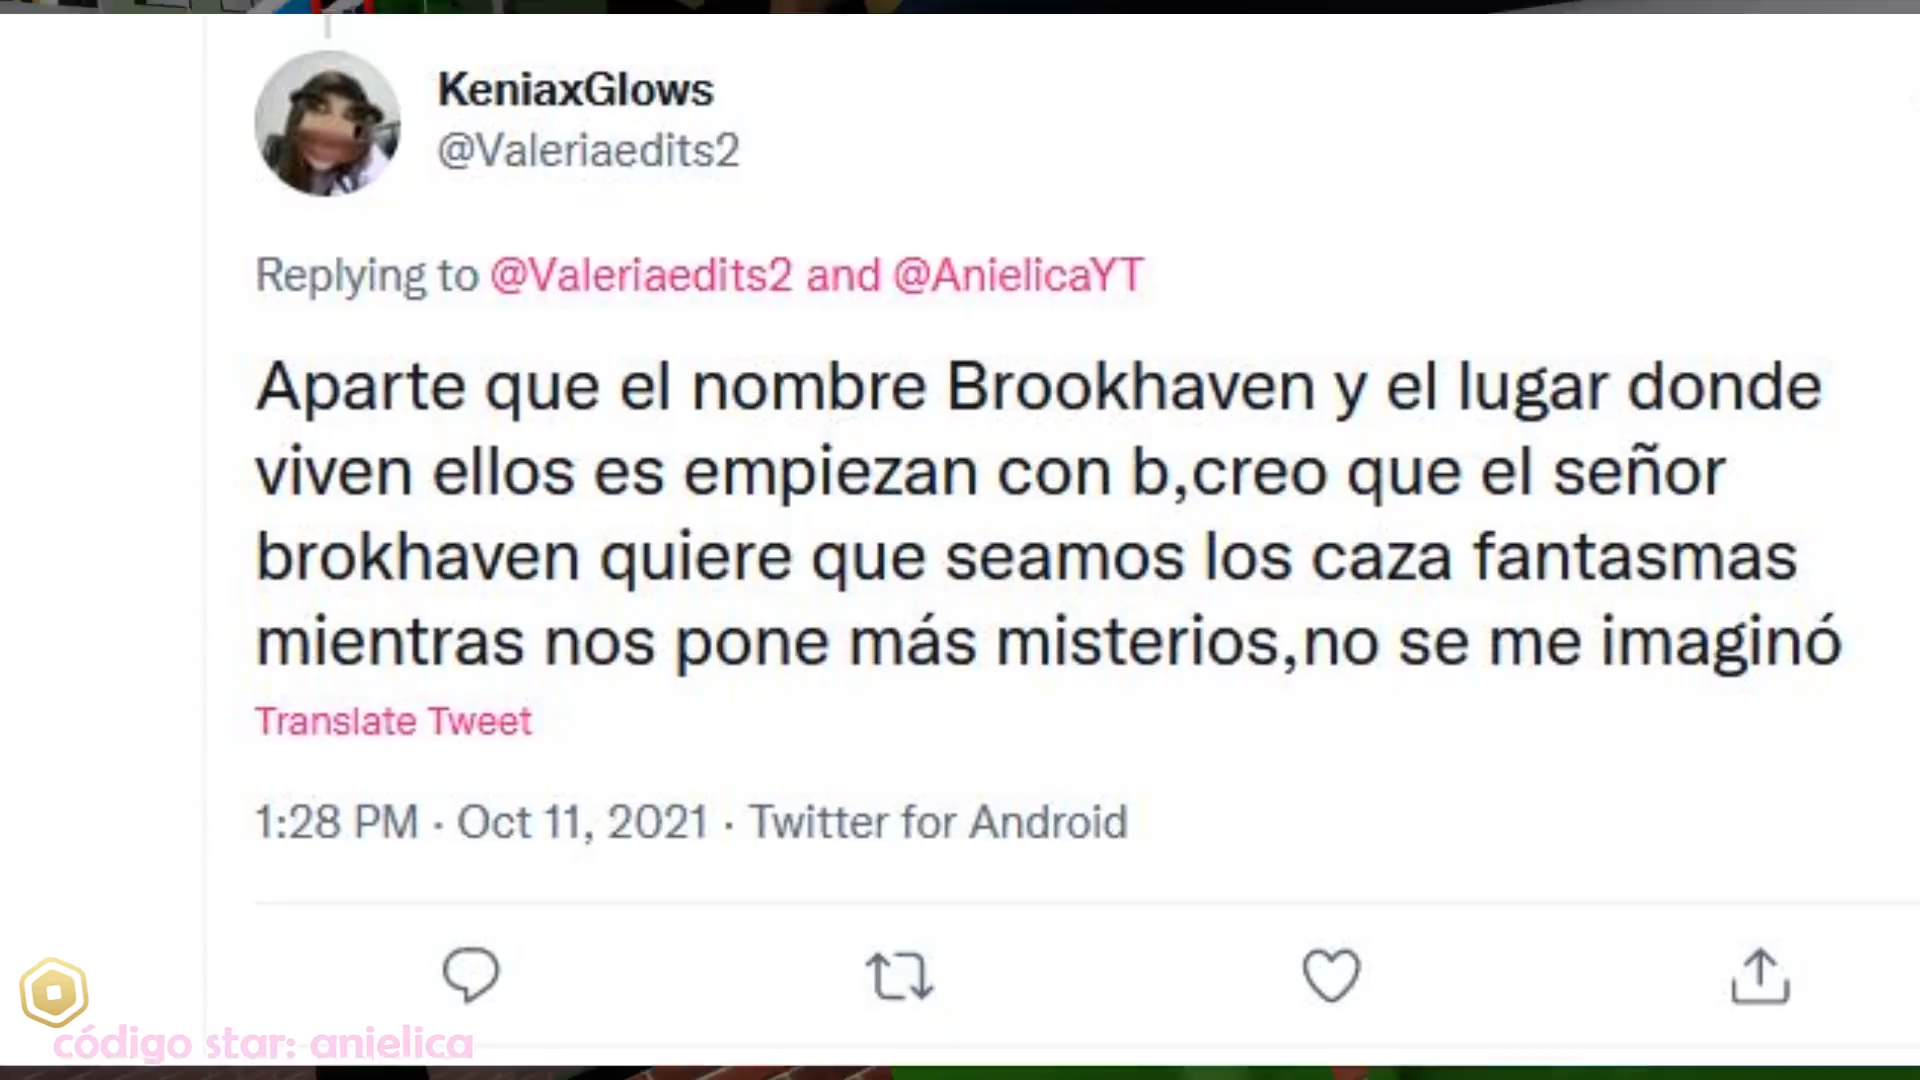 KeniaxGlows
@Valeriaedits2
Replying to @Valeriaedits2 and @AnielicaYT
Aparte que el nombre Brookhaven y el lugar donde
viven ellos es empiezan con b,creo que el señor
brokhaven quiere que seamos los caza fantasmas
mientras nos pone más misterios,no se me imaginó
Translate Tweet
1:28 PM · Oct 11, 2021 · Twitter for Android
código star: anielica